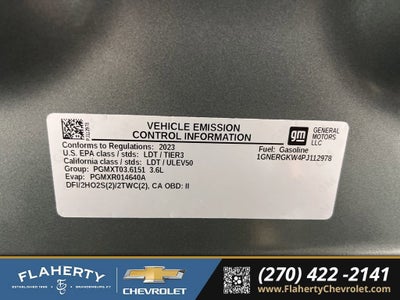 VEHICLE EMISSION
CONTROL INFORMATION
gm
GENERAL
MOTORS
LLC
Conforms to Regulations: 2023
Fuel: Gasoline
U.S. EPA class / stds: LDT / TIER3
1GNERGKW4PJ112978
California class / stds: LDT / ULEV50
Group: PGMXT03.6151 3.6L
Evap: PGMXR014640A
DFI/2HO2S(2)/2TWC(2), CA OBD: II
FLAHERTY
CHEVROLET
(270) 422-2141
www.FlahertyChevrolet.com